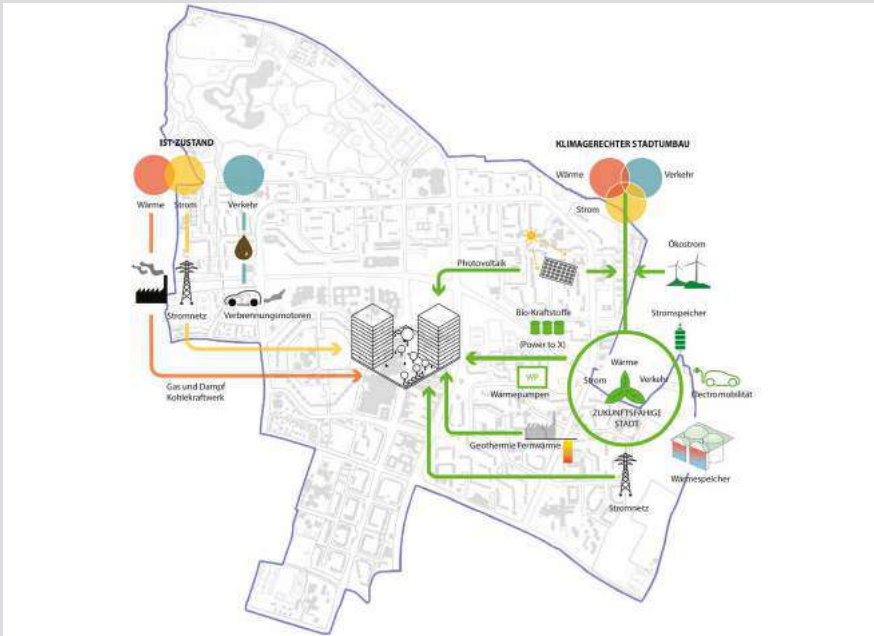 IST-ZUSTAND
Wärme
Strom
Verkehr
Stromnetz
Verbrennungsmotoren
Gas und Dampf
Kohlekraftwerk
KLIMAGERECHTER STADTUMBAU
Wärme
Verkehr
Strom
Ökostrom
Photovoltaik
Bio-Kraftstoffe
(Power to X)
Stromspeicher
WP
Wärmepumpen
Wärme
Strom
Verkehr
ZUKUNFTSFÄHIGE
STADT
Electromobilität
Geothermie Fernwärme
Wärmespeicher
Stromnetz